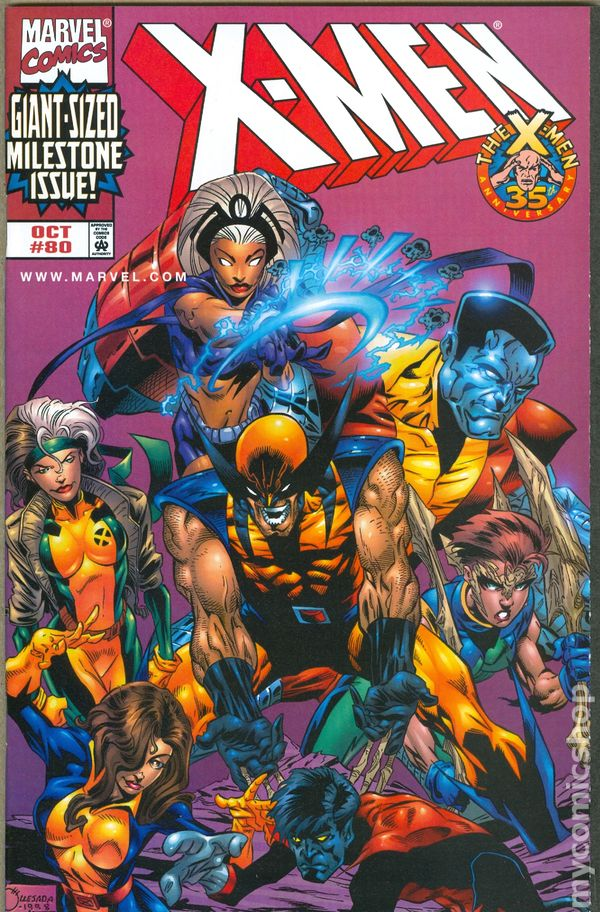 MARVEL®
COMICS
X-MEN®
GIANT-SIZED
MILESTONE
ISSUE!
THE X-MEN
35th
ANNIVERSARY
OCT
#80
APPROVED
BY THE
COMICS
CODE
AUTHORITY
WWW.MARVEL.COM
QUESADA
-1998
mycomicshop